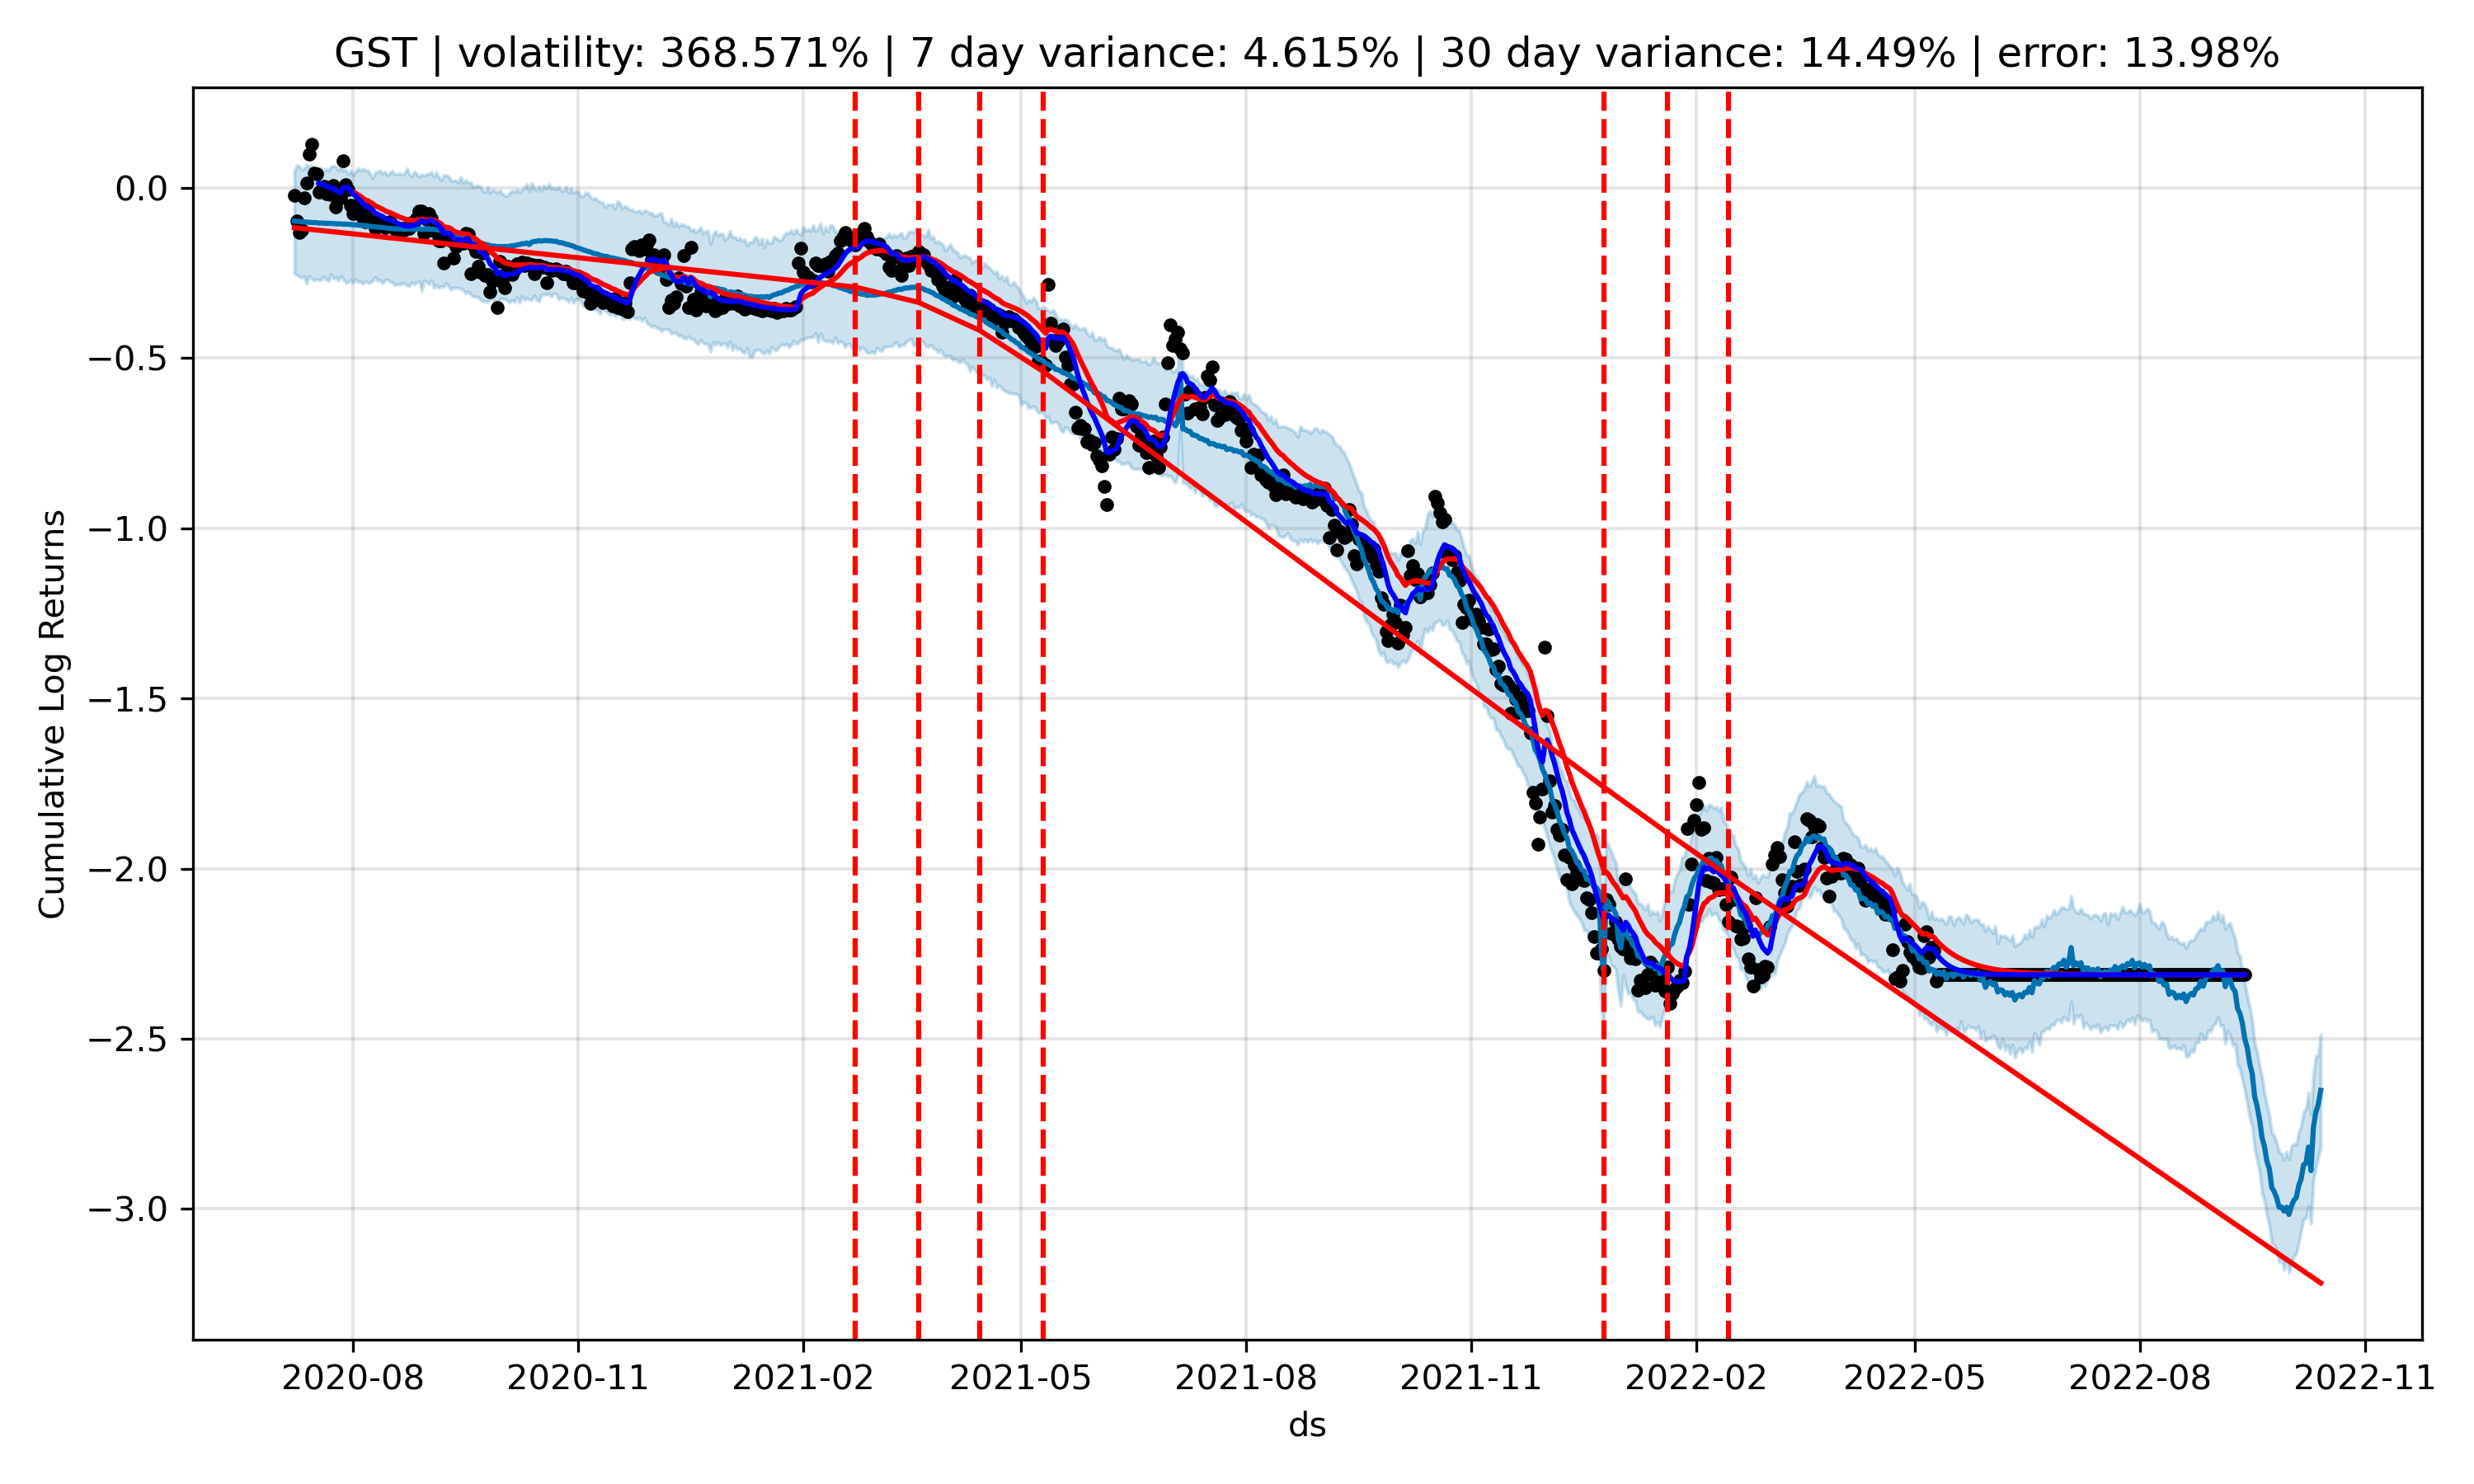 GST | volatility: 368.571% | 7 day variance: 4.615% | 30 day variance: 14.49% | error: 13.98%
Cumulative Log Returns
0.0
−0.5
−1.0
−1.5
−2.0
−2.5
−3.0
2020-08 2020-11 2021-02 2021-05 2021-08 2021-11 2022-02 2022-05 2022-08 2022-11
ds